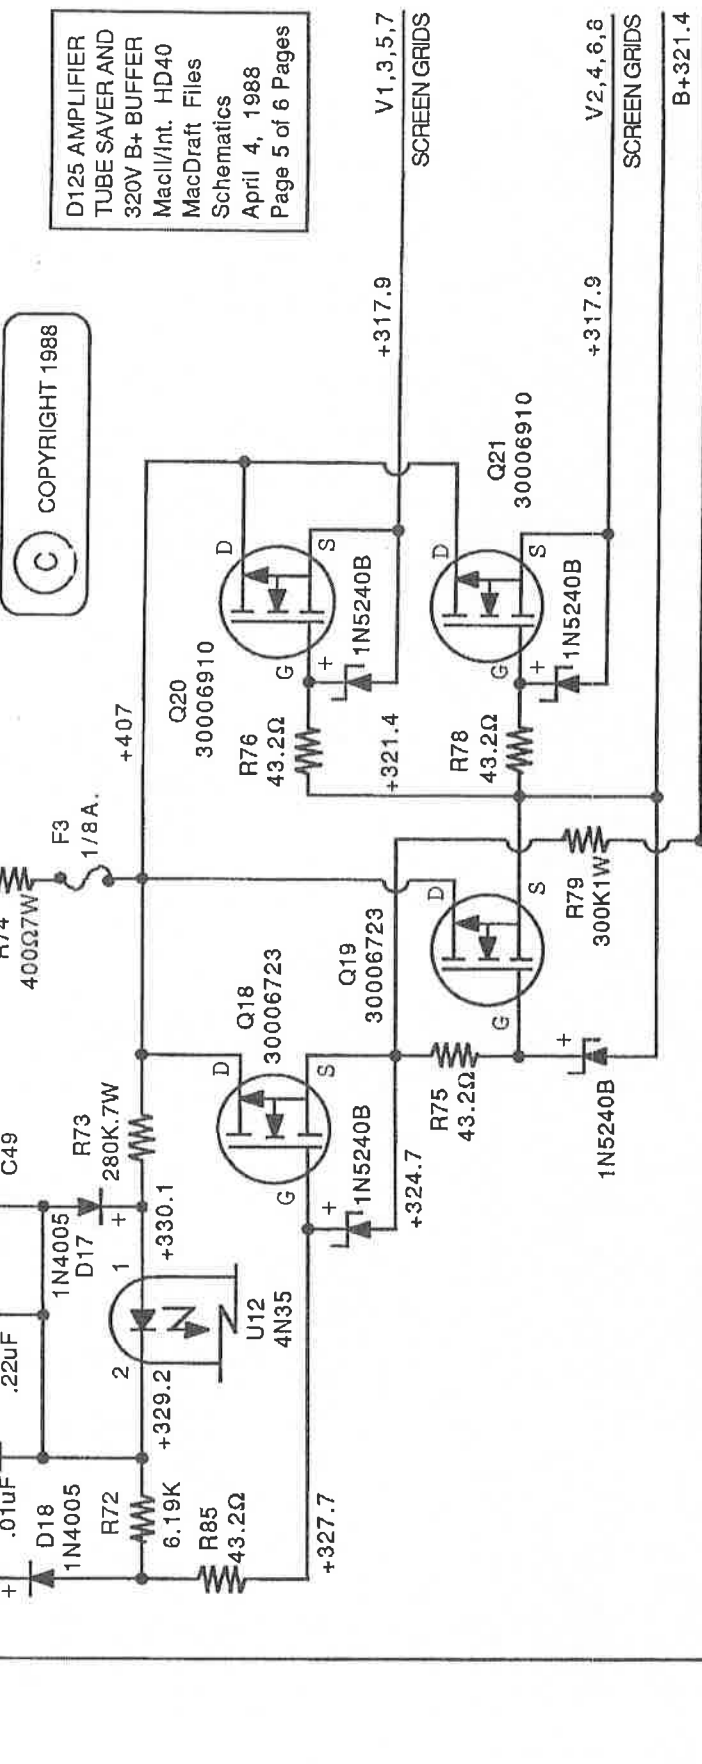 D125 AMPLIFIER
TUBE SAVER AND
320V B+ BUFFER
MacII/Int. HD40
MacDraft Files
Schematics
April 4, 1988
Page 5 of 6 Pages
C COPYRIGHT 1988
V1,3,5,7
SCREEN GRIDS
V2,4,6,8
SCREEN GRIDS
B+321.4
+317.9
+317.9
+407
F3
1/8A.
R74
400Ω7W
Q20
30006910
D
S
G
+
1N5240B
R76
43.2Ω
+321.4
Q21
30006910
D
S
G
+
1N5240B
R78
43.2Ω
R79
300K1W
Q19
30006723
D
S
G
+
1N5240B
R75
43.2Ω
Q18
30006723
D
S
G
+
1N5240B
+324.7
R73
280K.7W
C49
1N4005
D17
+
+330.1
1
2
U12
4N35
+329.2
.22uF
.01uF
D18
1N4005
+
R72
6.19K
R85
43.2Ω
+327.7